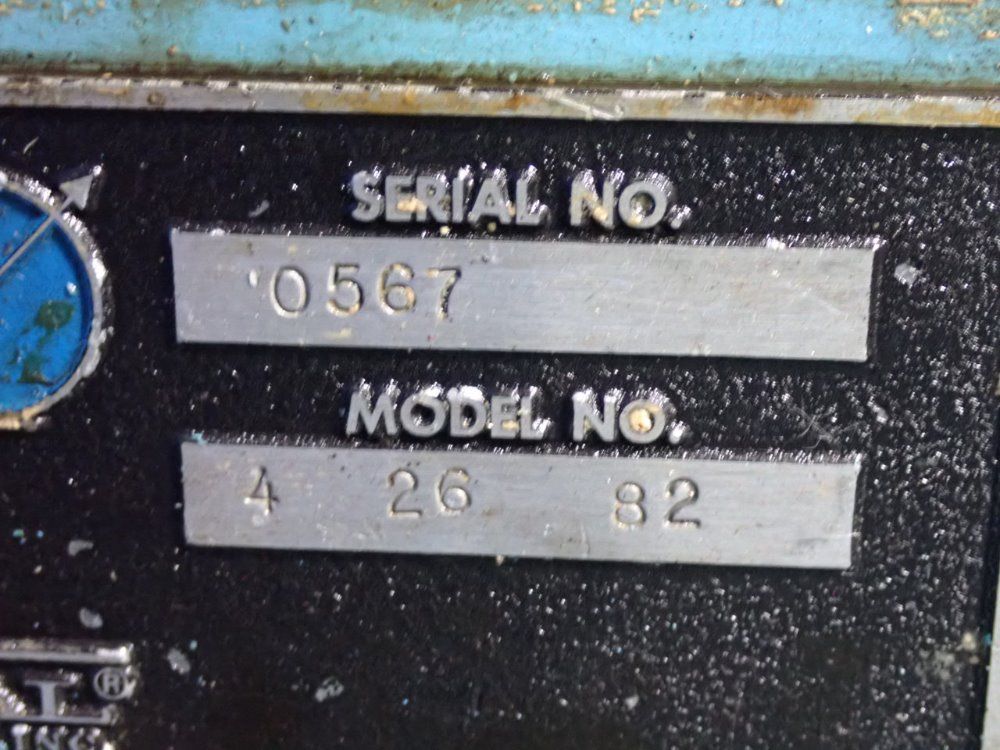 SERIAL NO.
'0567
MODEL NO.
4 26 82